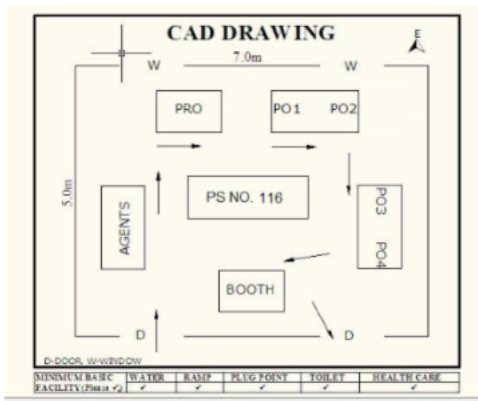 CAD DRAWING
E
7.0m
W W
PRO
PO1 PO2
5.0m
AGENTS
PS NO. 116
PO3
PO4
BOOTH
D D
D-DOOR, W-WINDOW
MINIMUM BASIC WATER RAMP PLUG POINT TOILET HEALTH CARE
FACILITY(Please ✓) ✓ ✓ ✓ ✓ ✓